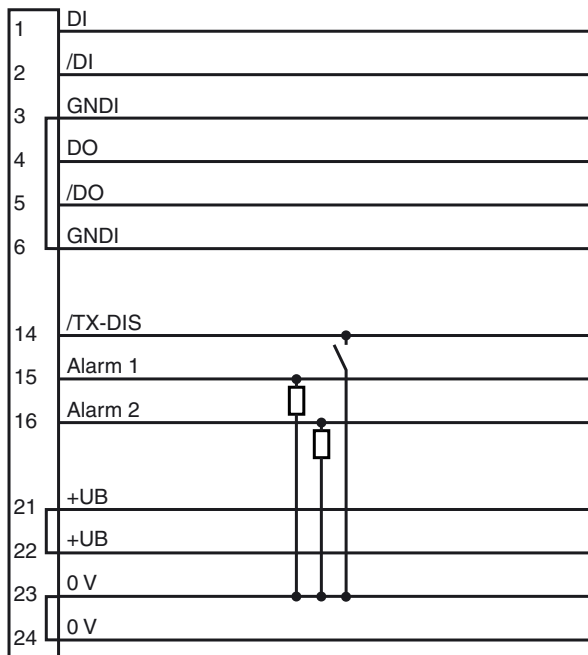 1 DI
2 /DI
3 GNDI
4 DO
5 /DO
6 GNDI
14 /TX-DIS
15 Alarm 1
16 Alarm 2
21 +UB
22 +UB
23 0 V
24 0 V